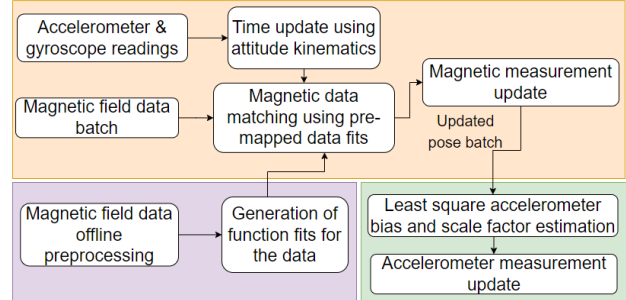 Accelerometer &
gyroscope readings
Time update using
attitude kinematics
Magnetic field data
batch
Magnetic data
matching using pre-
mapped data fits
Magnetic measurement
update
Updated
pose batch
Magnetic field data
offline
preprocessing
Generation of
function fits for
the data
Least square accelerometer
bias and scale factor estimation
Accelerometer measurement
update